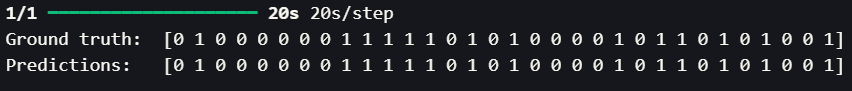 1/1 ━━━━━━━━━━━━━━━━━━━━ 20s 20s/step
Ground truth:  [0 1 0 0 0 0 0 0 1 1 1 1 1 0 1 0 1 0 0 0 0 1 0 1 1 0 1 0 1 0 0 1]
Predictions:   [0 1 0 0 0 0 0 0 1 1 1 1 1 0 1 0 1 0 0 0 0 1 0 1 1 0 1 0 1 0 0 1]